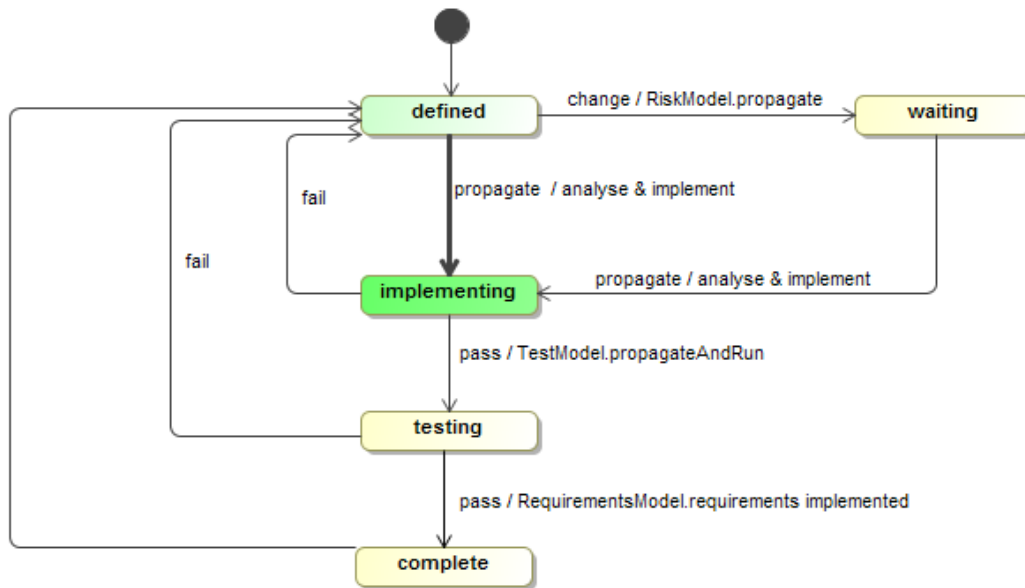 defined
change / RiskModel.propagate
waiting
propagate / analyse & implement
fail
fail
propagate / analyse & implement
implementing
pass / TestModel.propagateAndRun
testing
pass / RequirementsModel.requirements implemented
complete